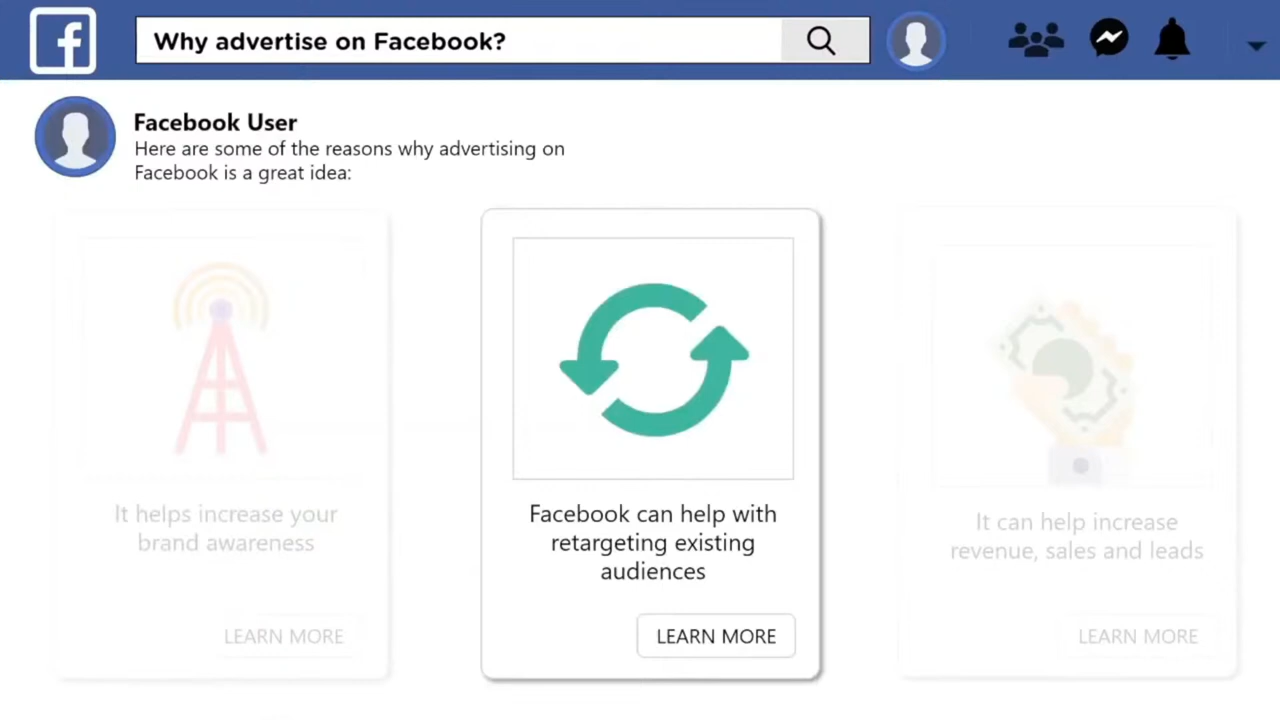 Why advertise on Facebook?
Facebook User
Here are some of the reasons why advertising on
Facebook is a great idea:
It helps increase your
brand awareness
LEARN MORE
Facebook can help with
retargeting existing
audiences
LEARN MORE
It can help increase
revenue, sales and leads
LEARN MORE